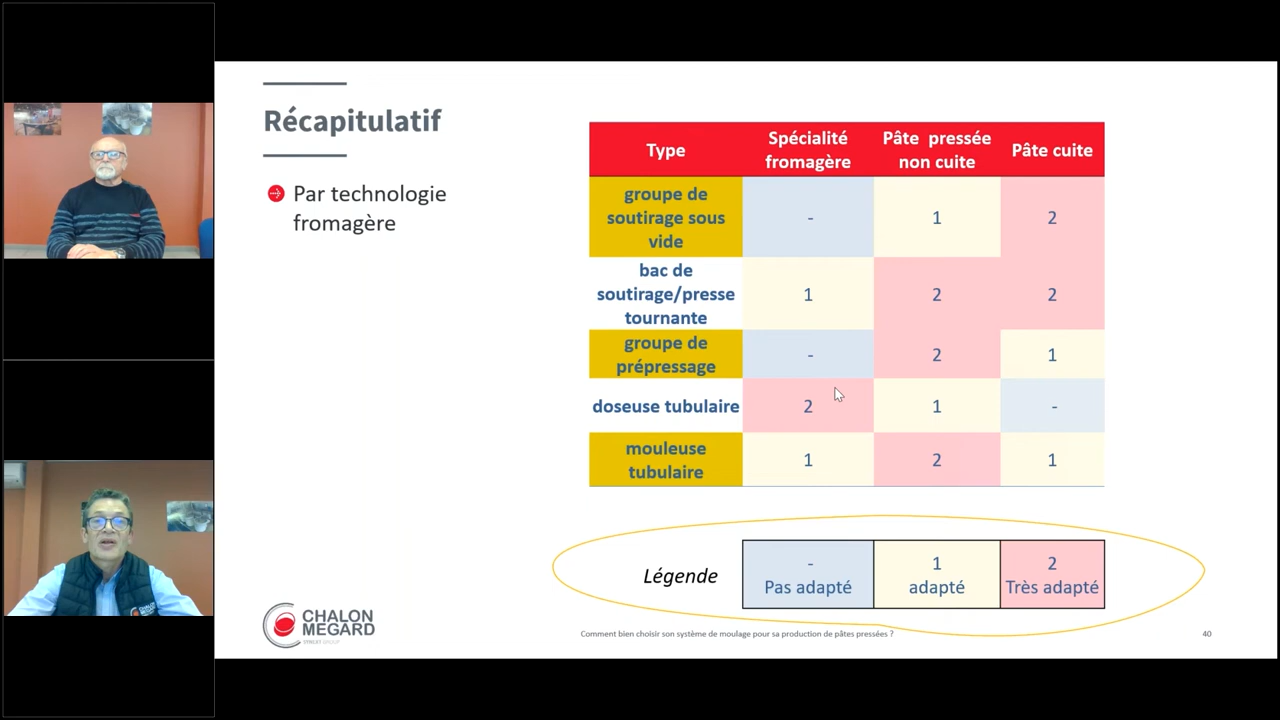 Récapitulatif
Par technologie
fromagère
Type
Spécialité
fromagère
Pâte pressée
non cuite
Pâte cuite
groupe de
soutirage sous
vide
-
1
2
bac de
soutirage/presse
tournante
1
2
2
groupe de
prépressage
-
2
1
doseuse tubulaire
2
1
-
mouleuse
tubulaire
1
2
1
Légende
-
Pas adapté
1
adapté
2
Très adapté
CHALON
MEGARD
Comment bien choisir son système de moulage pour sa production de pâtes pressées ?
40
CHALON